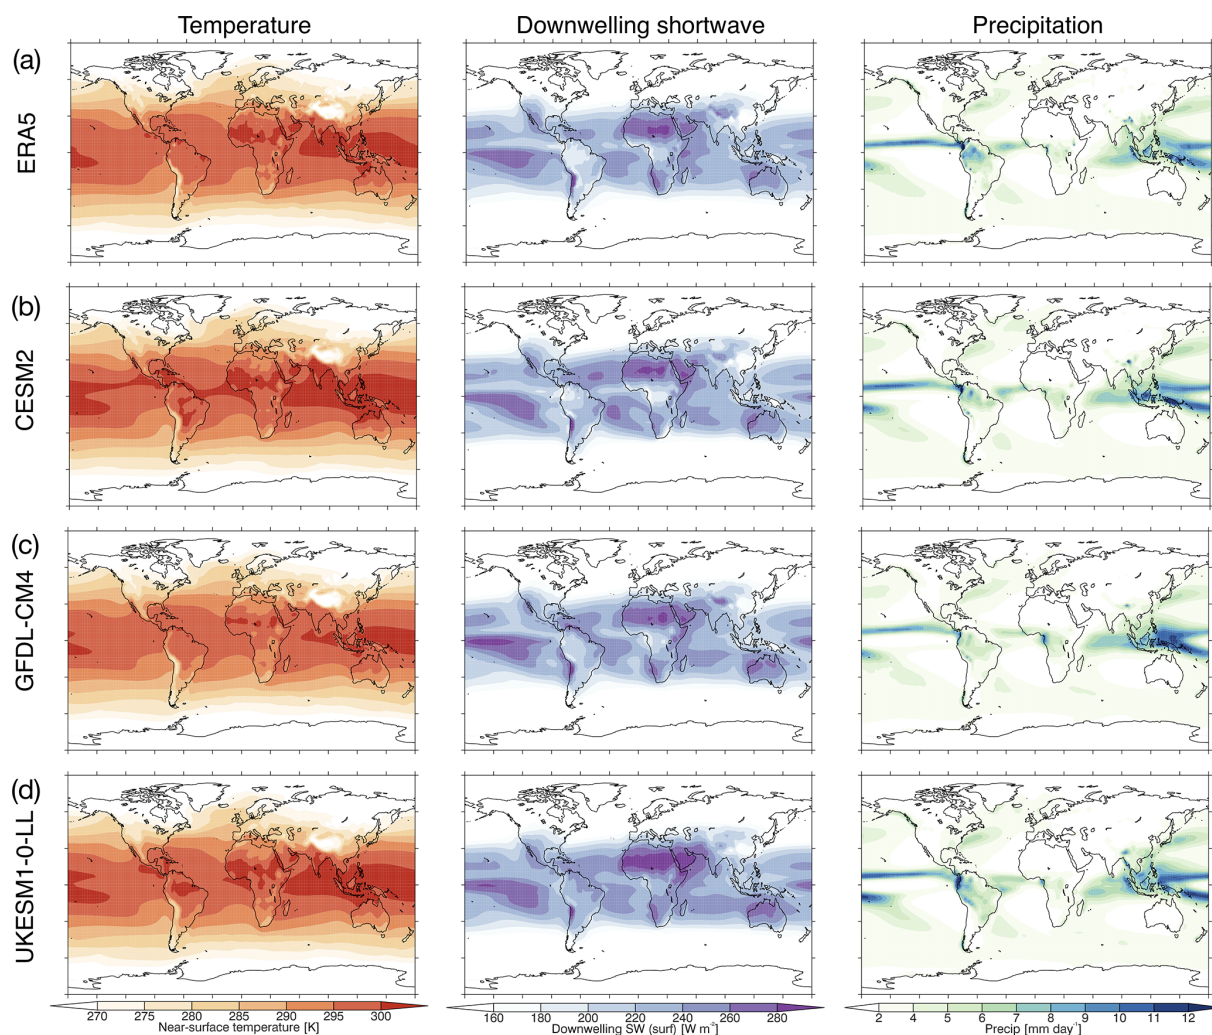 Temperature Downwelling shortwave Precipitation
(a)
ERA5
(b)
CESM2
(c)
GFDL-CM4
(d)
UKESM1-0-LL
270 275 280 285 290 295 300
Near-surface temperature [K]
160 180 200 220 240 260 280
Downwelling SW (surf) [W m⁻²]
2 4 5 6 7 8 9 10 11 12
Precip [mm day⁻¹]